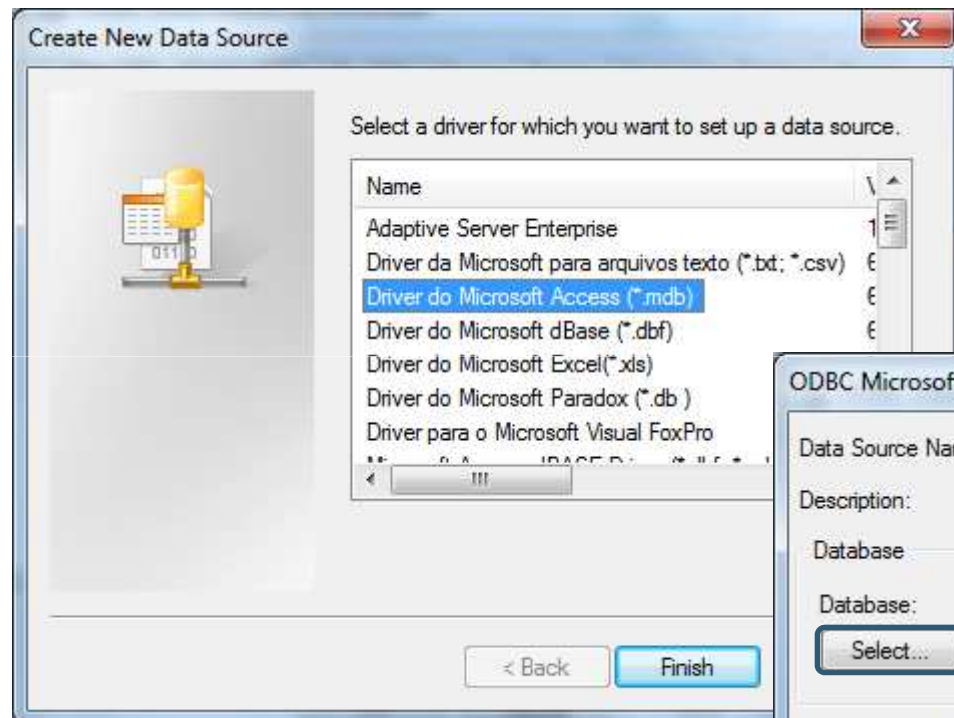 Create New Data Source
Select a driver for which you want to set up a data source.
Name
Adaptive Server Enterprise
Driver da Microsoft para arquivos texto (*.txt; *.csv)
Driver do Microsoft Access (*.mdb)
Driver do Microsoft dBase (*.dbf)
Driver do Microsoft Excel(*.xls)
Driver do Microsoft Paradox (*.db )
Driver para o Microsoft Visual FoxPro
< Back
Finish
ODBC Microsof
Data Source Na
Description:
Database
Database:
Select...